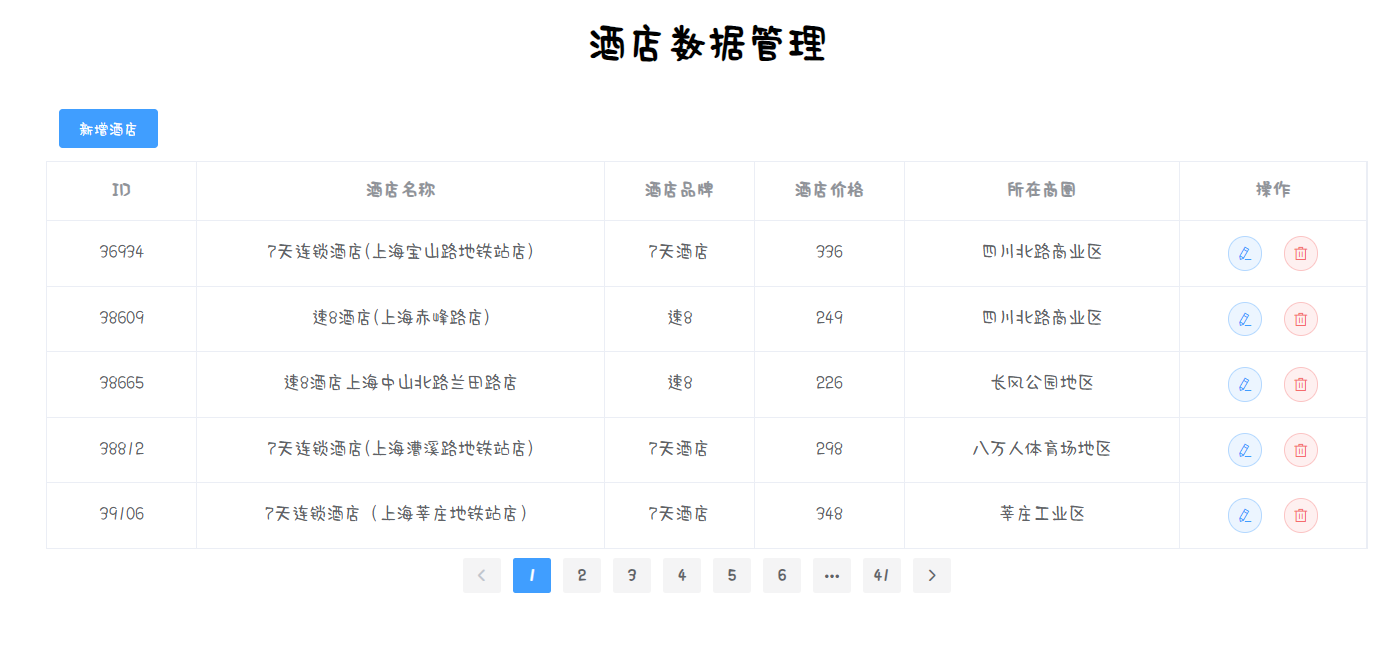 酒店数据管理
新增酒店
ID 酒店名称 酒店品牌 酒店价格 所在商圈 操作
36934 7天连锁酒店(上海宝山路地铁站店) 7天酒店 336 四川北路商业区
38609 速8酒店(上海赤峰路店) 速8 249 四川北路商业区
38665 速8酒店上海中山北路兰田路店 速8 226 长风公园地区
38812 7天连锁酒店(上海漕溪路地铁站店) 7天酒店 298 八万人体育场地区
39106 7天连锁酒店（上海莘庄地铁站店） 7天酒店 348 莘庄工业区
1 2 3 4 5 6 ••• 41